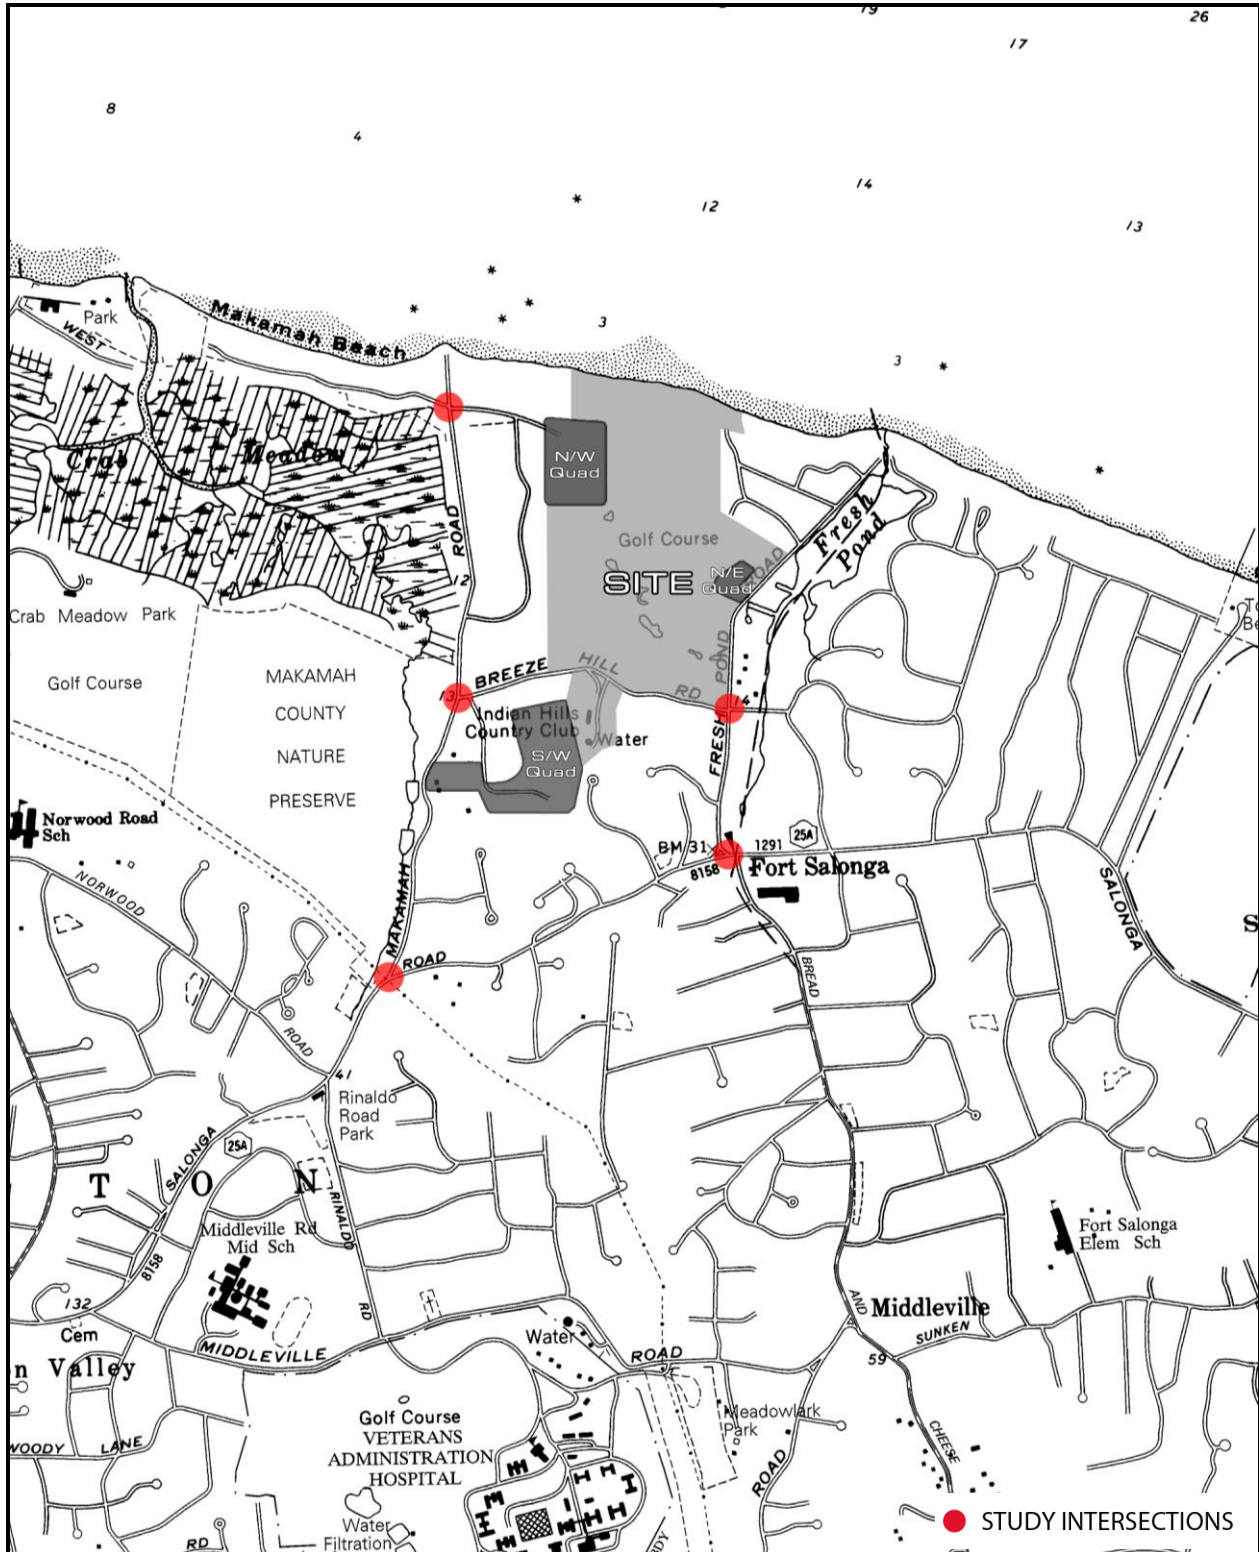 19
26
17
8
4
14
12
13
Makamah Beach
3
Park
WEST
3
N/W
Quad
Crab Meadow
ROAD
Fresh
Pond
Golf Course
SITE
N/E
Quad
ROAD
12
Crab Meadow Park
To
Be
BREEZE HILL RD
POND
MAKAMAH
COUNTY
NATURE
PRESERVE
Golf Course
13
14
Indian Hills
Country Club
Water
S/W
Quad
FRESH
Norwood Road
Sch
BM 31
1291
25A
8158
Fort Salonga
SALONGA
NORWOOD
MAKAMAH
ROAD
S
BREAD
ROAD
41
Rinaldo
Road
Park
SALONGA
25A
T O N
RINALDO
Middleville Rd
Mid Sch
Fort Salonga
Elem Sch
8158
132
RD
AND
Middleville
SUNKEN
Cem
Water
MIDDLEVILLE
ROAD
59
n Valley
Meadowlark
Park
Golf Course
VETERANS
ADMINISTRATION
HOSPITAL
WOODY LANE
CHEESE
ROAD
Water
Filtration
RD
STUDY INTERSECTIONS